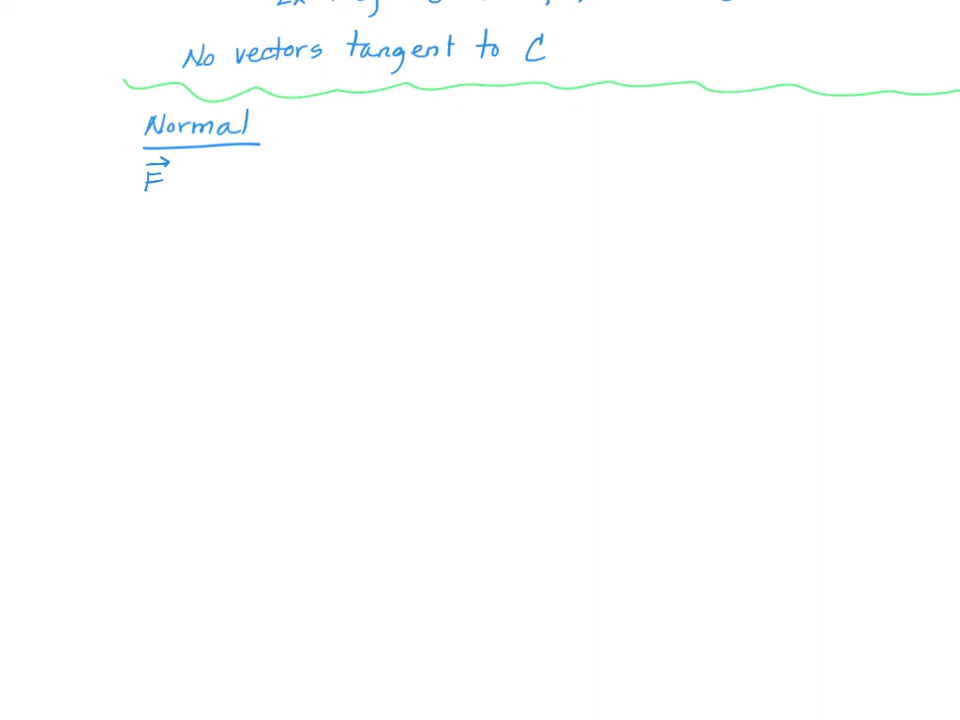 No vectors tangent to C
Normal
F⃗